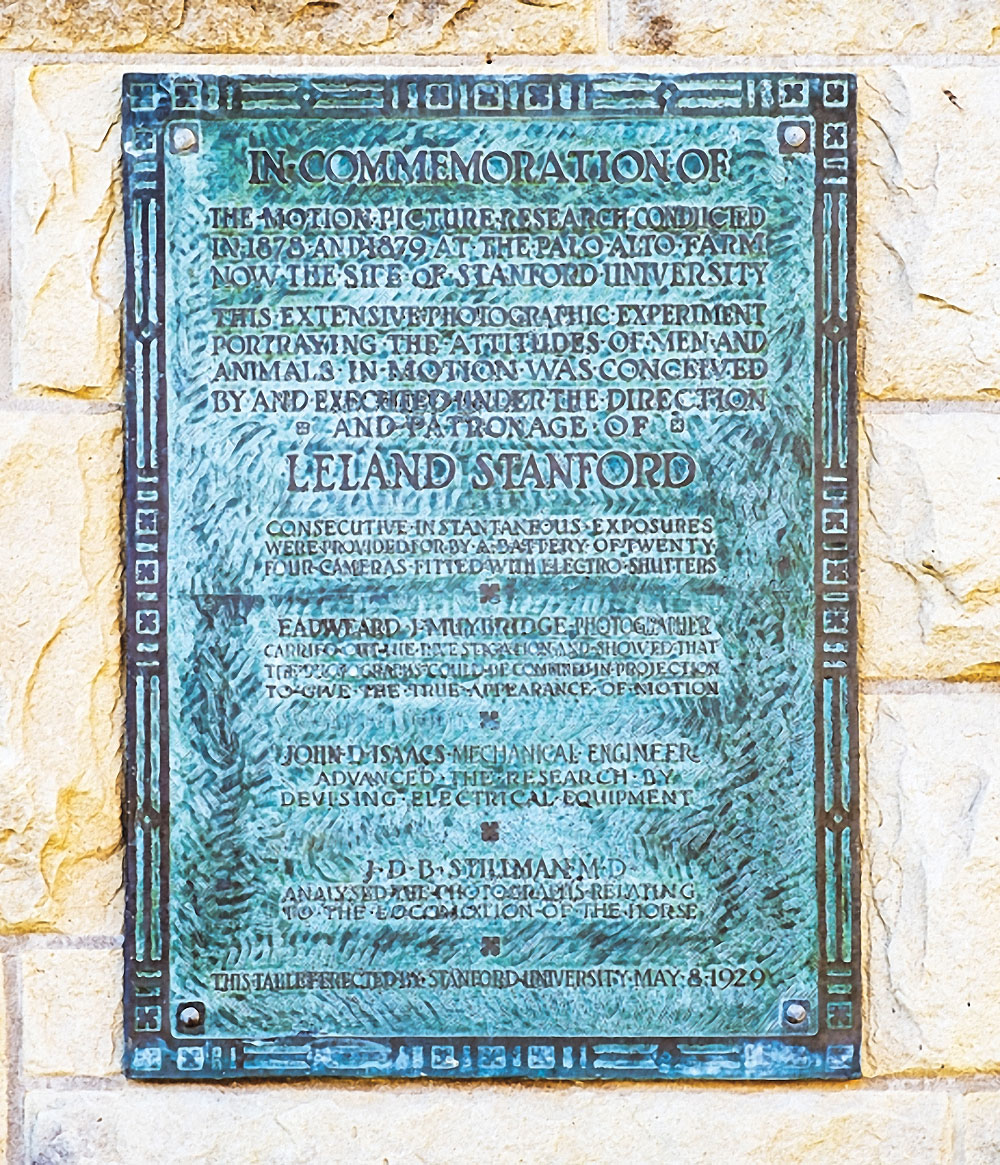 IN·COMMEMORATION·OF
THE·MOTION·PICTURE·RESEARCH·CONDUCTED
IN·1878·AND·1879·AT·THE·PALO·ALTO·FARM
NOW·THE·SITE·OF·STANFORD·UNIVERSITY
THIS·EXTENSIVE·PHOTOGRAPHIC·EXPERIMENT
PORTRAYING·THE·ATTITUDES·OF·MEN·AND
ANIMALS·IN·MOTION·WAS·CONCEIVED
BY·AND·EXECUTED·UNDER·THE·DIRECTION
AND·PATRONAGE·OF
LELAND STANFORD
CONSECUTIVE·INSTANTANEOUS·EXPOSURES
WERE·PROVIDED·FOR·BY·A·BATTERY·OF·TWENTY
FOUR·CAMERAS·FITTED·WITH·ELECTRO·SHUTTERS
EADWEARD·J·MUYBRIDGE·PHOTOGRAPHER
CARRIED·OUT·THE·INVESTIGATION·AND·SHOWED·THAT
THE·PHOTOGRAPHS·COULD·BE·COMBINED·IN·PROJECTION
TO·GIVE·THE·TRUE·APPEARANCE·OF·MOTION
JOHN·D·ISAACS·MECHANICAL·ENGINEER
ADVANCED·THE·RESEARCH·BY
DEVISING·ELECTRICAL·EQUIPMENT
J·D·B·STILLMAN·M·D·
ANALYSED·THE·PHOTOGRAPHS·RELATING
TO·THE·LOCOMOTION·OF·THE·HORSE
THIS·TABLET·ERECTED·BY·STANFORD·UNIVERSITY·MAY·8·1929